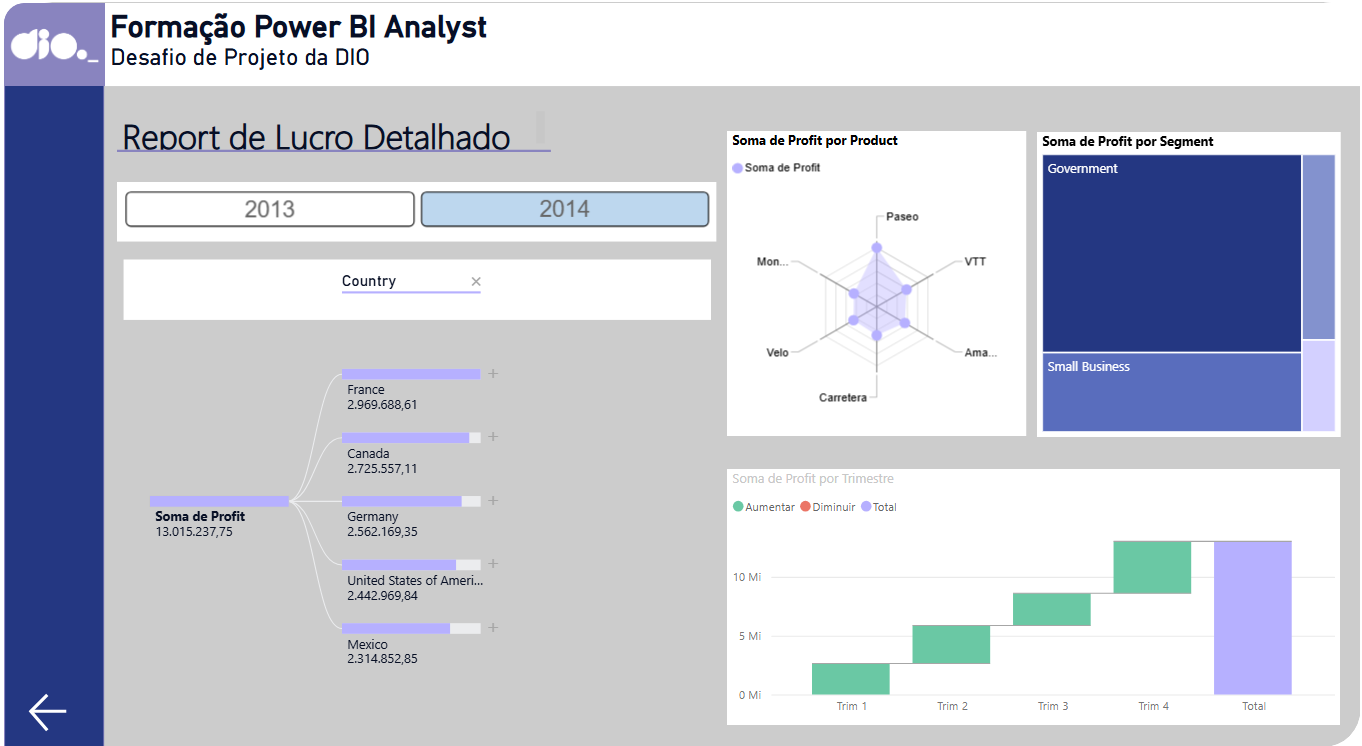 dio._
Formação Power BI Analyst
Desafio de Projeto da DIO
Report de Lucro Detalhado
2013
2014
Country
France
2.969.688,61
Canada
2.725.557,11
Soma de Profit
13.015.237,75
Germany
2.562.169,35
United States of Ameri...
2.442.969,84
Mexico
2.314.852,85
Soma de Profit por Product
Soma de Profit
Paseo
Mon...
VTT
Velo
Ama...
Carretera
Soma de Profit por Segment
Government
Small Business
Soma de Profit por Trimestre
Aumentar Diminuir Total
10 Mi
5 Mi
0 Mi
Trim 1 Trim 2 Trim 3 Trim 4 Total